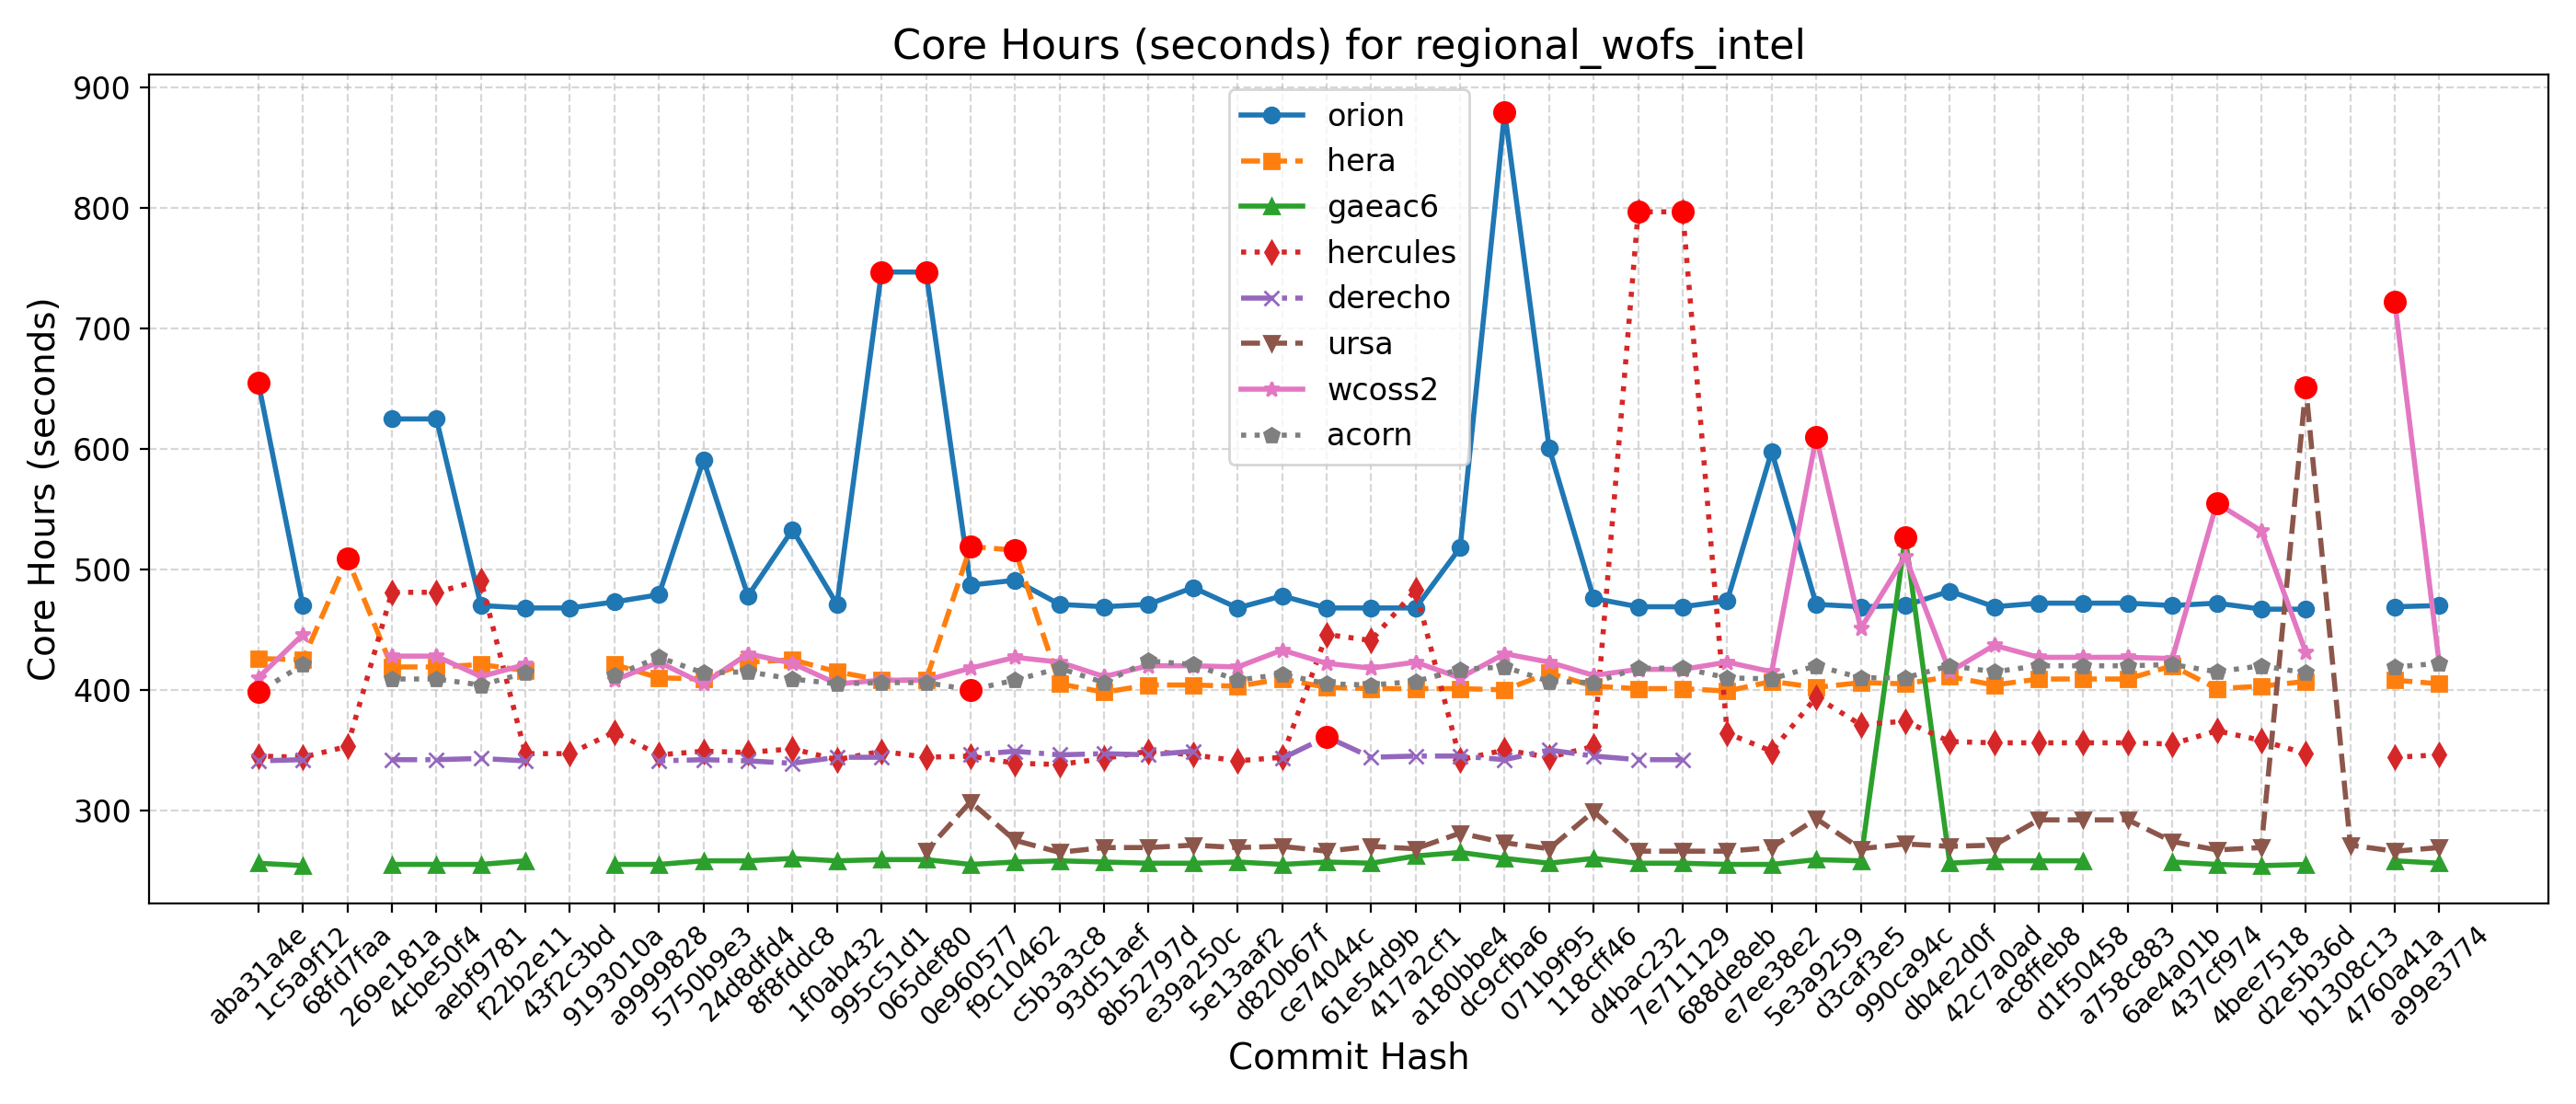 Core Hours (seconds) for regional_wofs_intel
Core Hours (seconds)
900
800
700
600
500
400
300
orion
hera
gaeac6
hercules
derecho
ursa
wcoss2
acorn
aba31a4e
1c5a9f12
68fd7faa
269e181a
4cbe50f4
aebf9781
f22b2e11
43f2c3bd
9193010a
a9999828
5750b9e3
24d8dfd4
8f8fddc8
1f0ab432
995c51d1
065def80
0e960577
f9c10462
c5b3a3c8
93d51aef
8b52797d
e39a250c
5e13aaf2
d820b67f
ce74044c
61e54d9b
417a2cf1
a180bbe4
dc9cfba6
071b9f95
118cff46
d4bac232
7e711129
688de8eb
e7ee38e2
5e3a9259
d3caf3e5
990ca94c
db4e2d0f
42c7a0ad
ac8ffeb8
d1f50458
a758c883
6ae4a01b
437cf974
4bee7518
d2e5b36d
b1308c13
4760a41a
a99e3774
Commit Hash